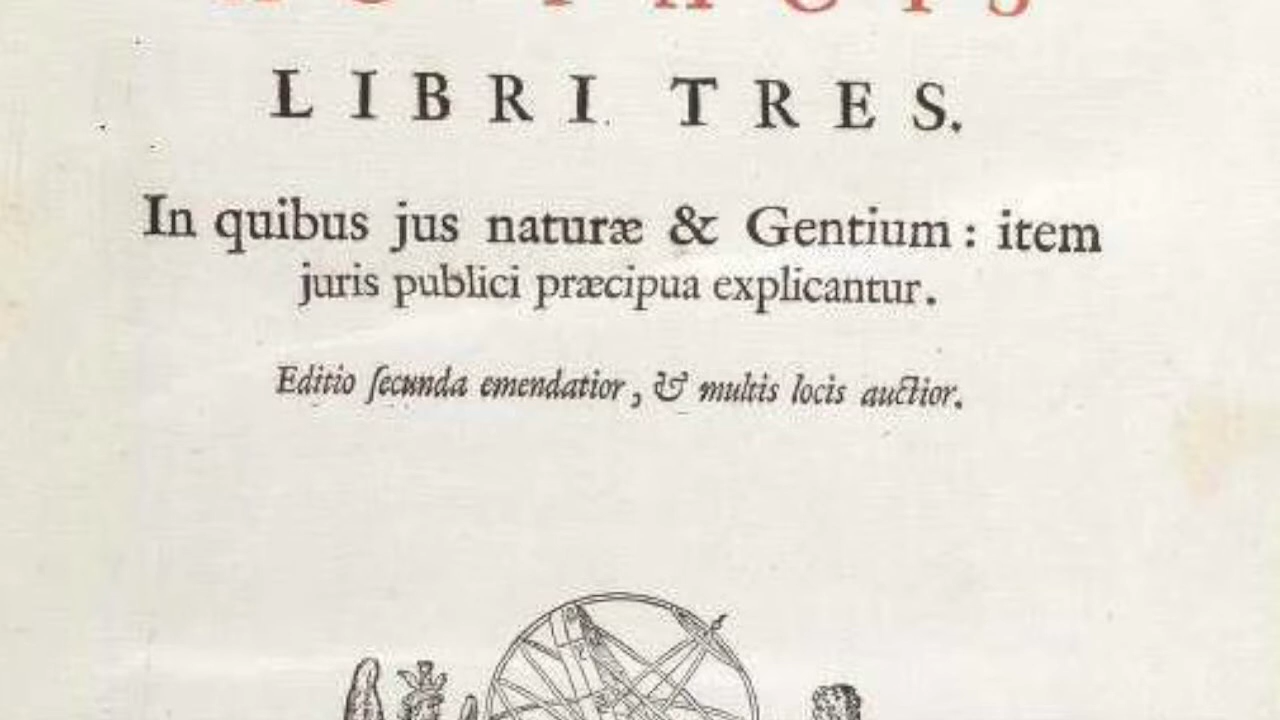 LIBRI TRES.
In quibus jus naturæ & Gentium: item
juris publici præcipua explicantur.
Editio ſecunda emendatior, & multis locis auctior.